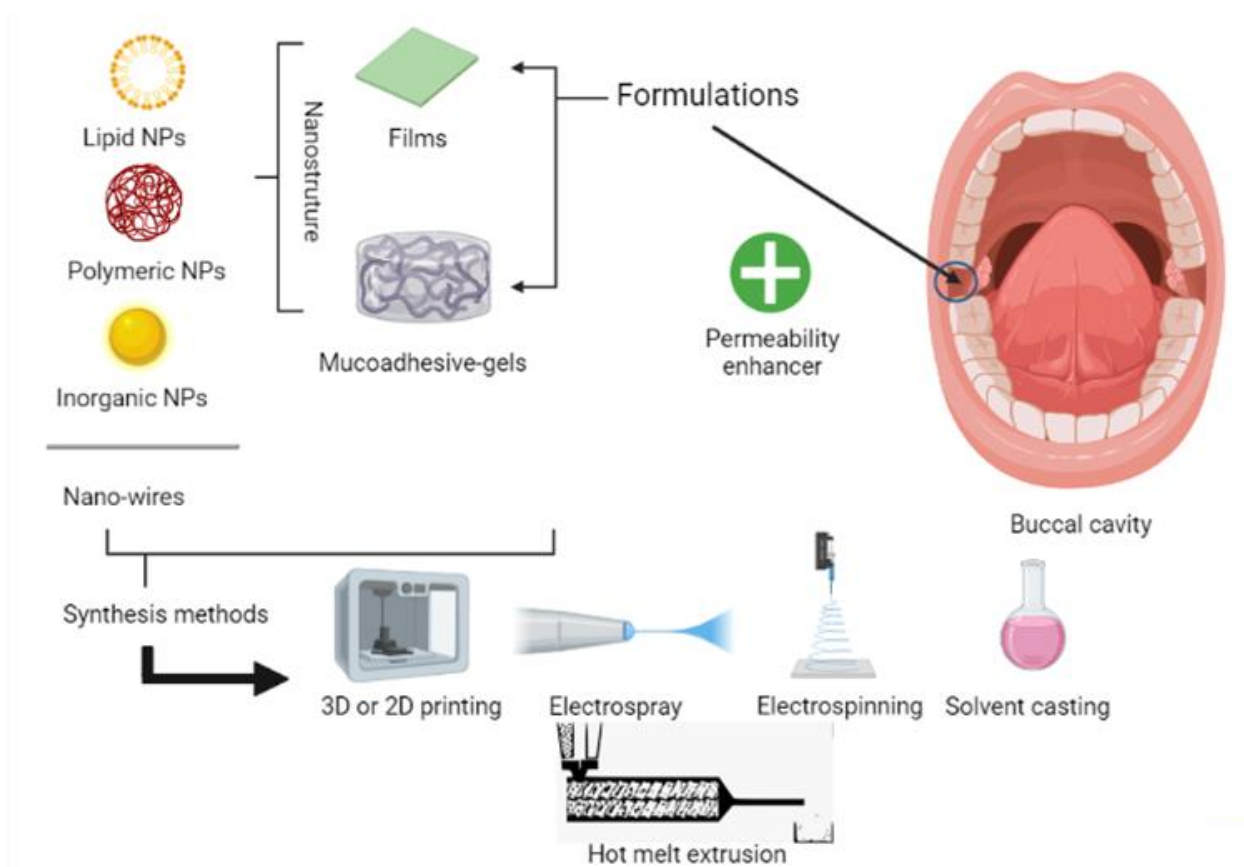 Lipid NPs
Polymeric NPs
Inorganic NPs
Nanostruture
Films
Mucoadhesive-gels
Formulations
Permeability
enhancer
Buccal cavity
Nano-wires
Synthesis methods
3D or 2D printing
Electrospray
Electrospinning
Solvent casting
Hot melt extrusion